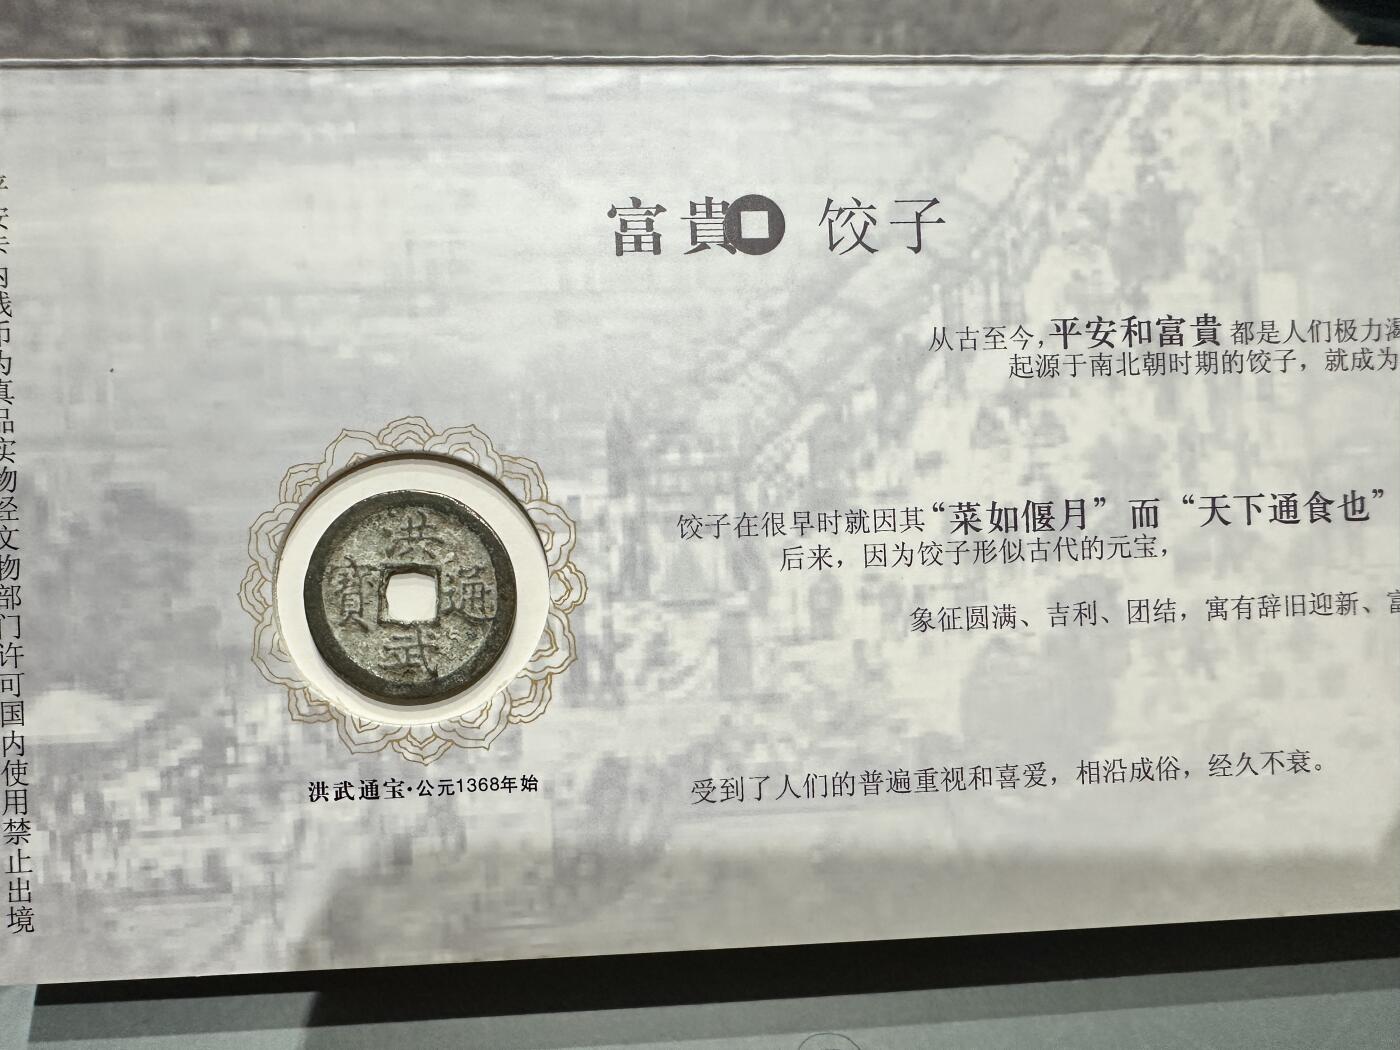 富貴 饺子
从古至今，平安和富貴 都是人们极力渴
起源于南北朝时期的饺子，就成为
饺子在很早时就因其“菜如偃月”而“天下通食也”
后来，因为饺子形似古代的元宝，
象征圆满、吉利、团结，寓有辞旧迎新、富
受到了人们的普遍重视和喜爱，相沿成俗，经久不衰。
洪武通寳
洪武通宝·公元1368年始
平安卡内钱币为真品实物经文物部门许可国内使用禁止出境